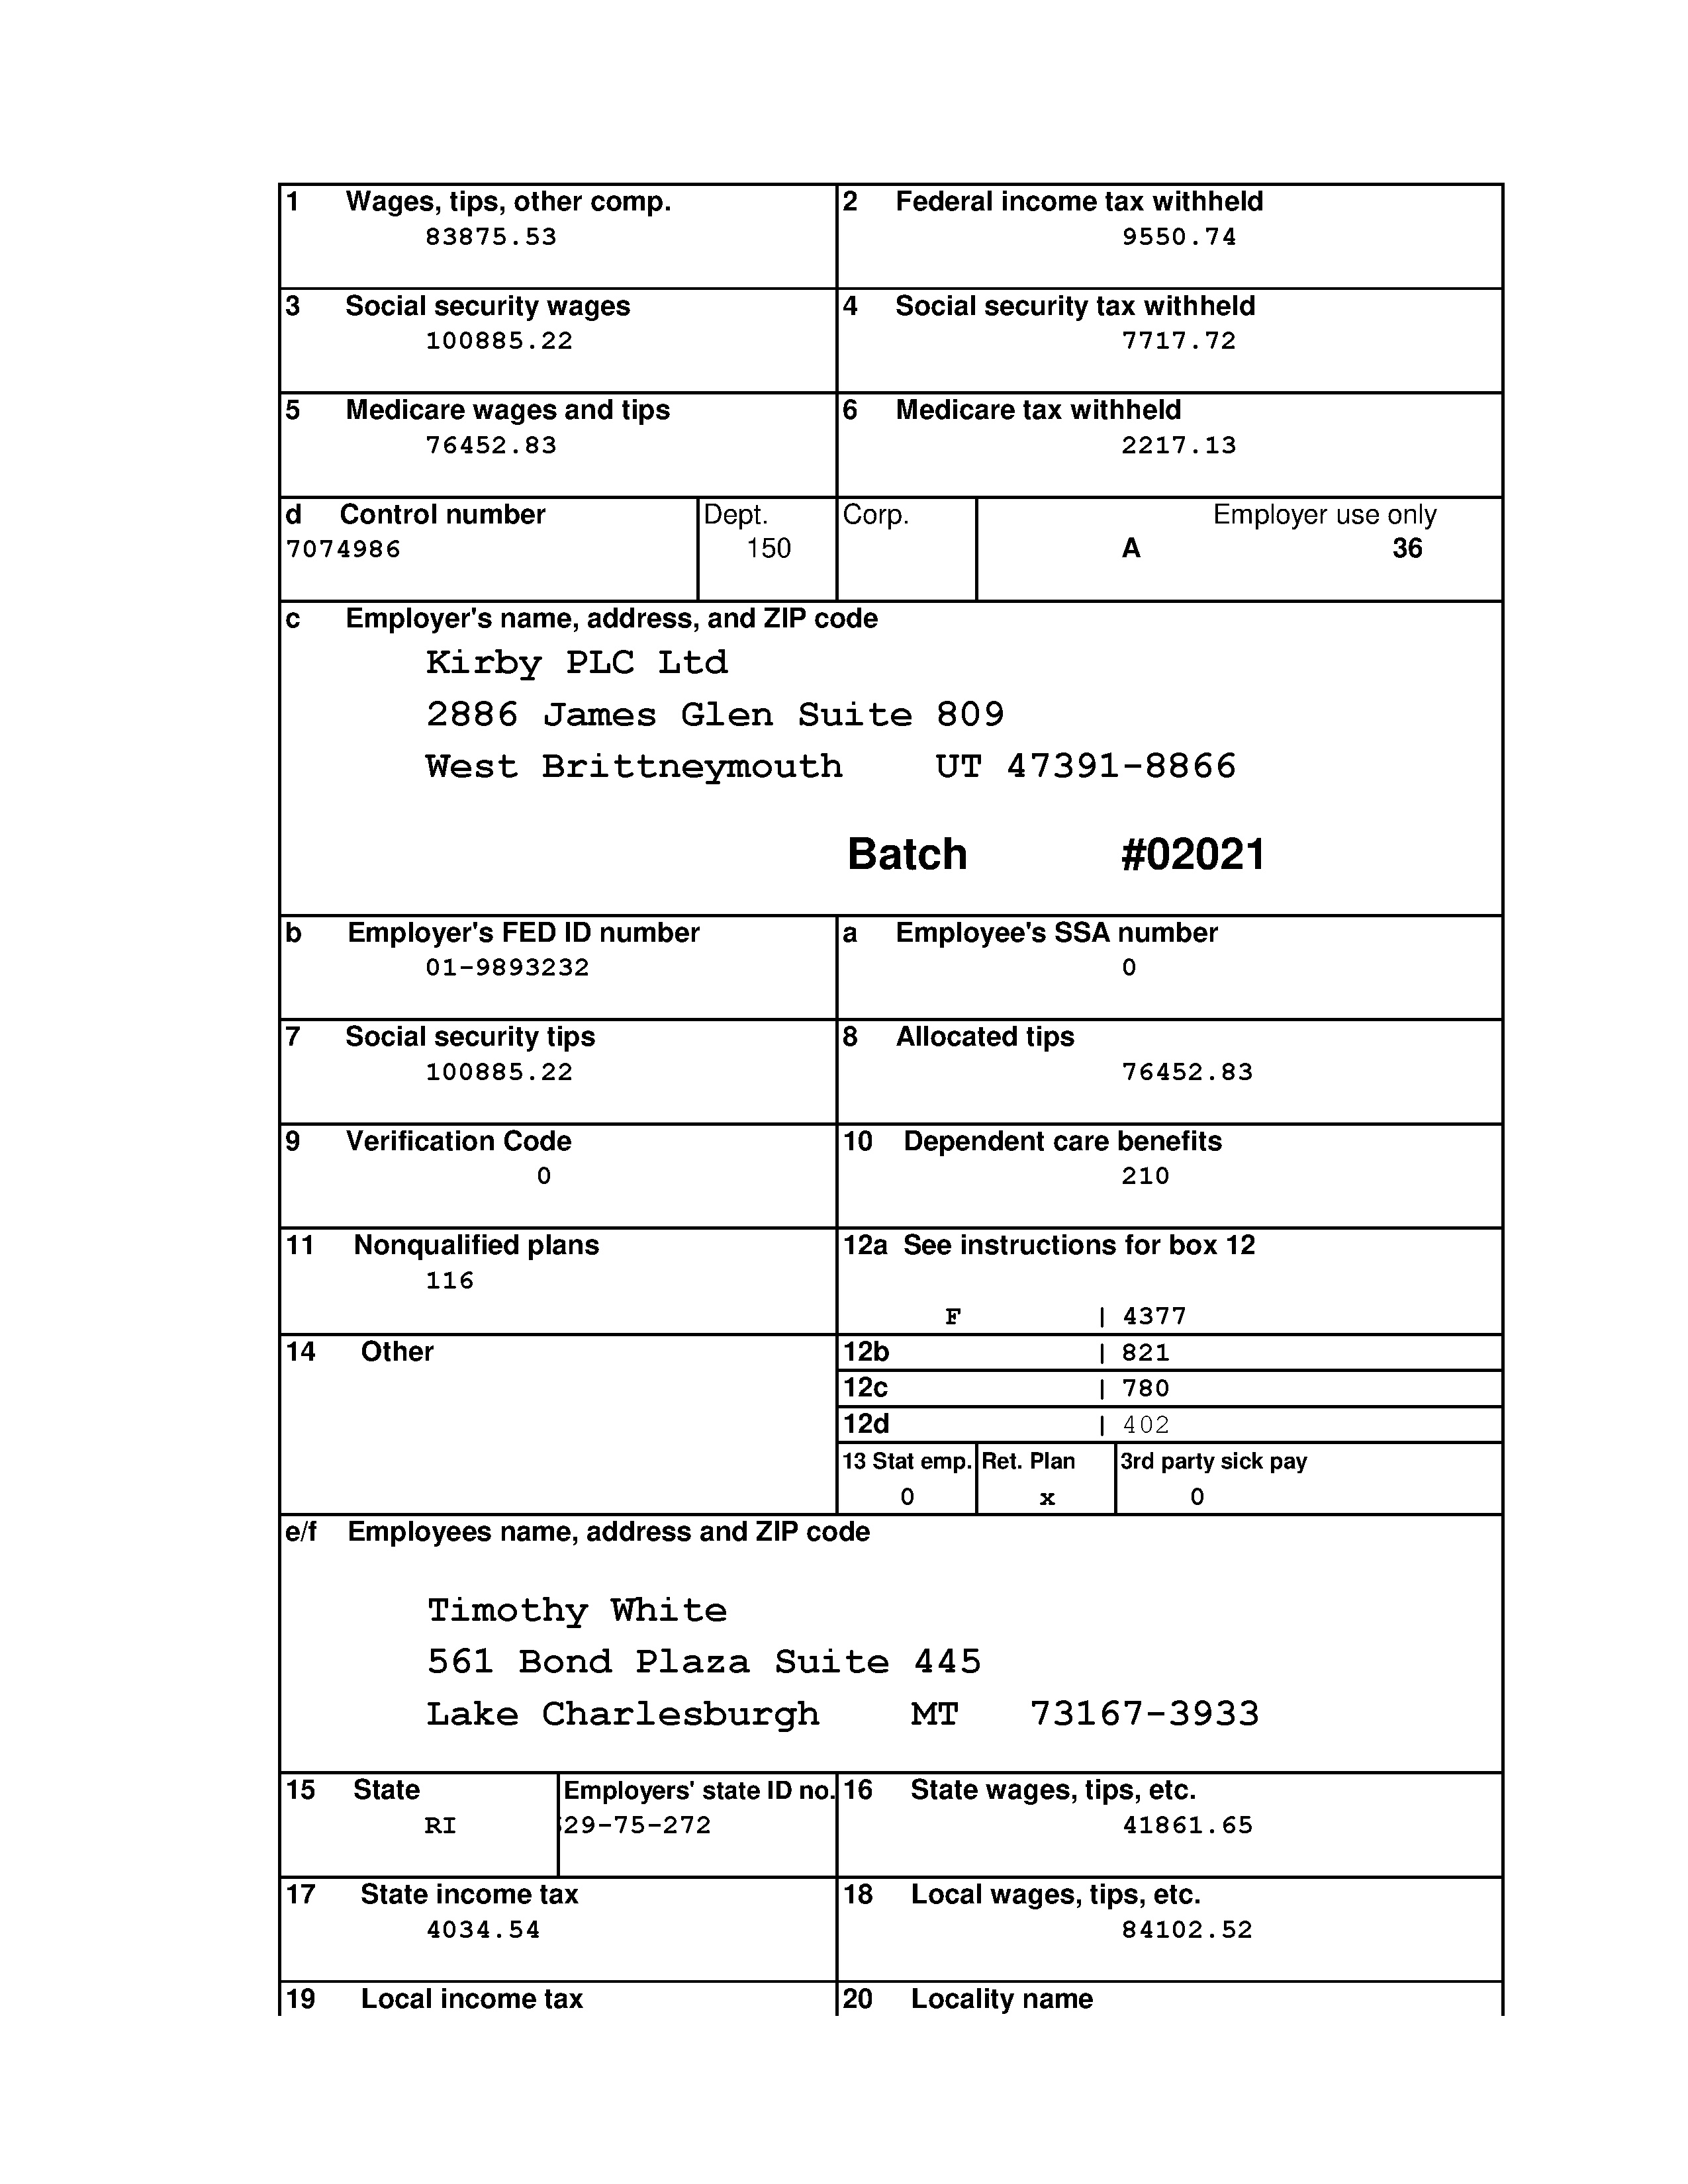 1 Wages, tips, other comp. 2 Federal income tax withheld
83875.53 9550.74
3 Social security wages 4 Social security tax withheld
100885.22 7717.72
5 Medicare wages and tips 6 Medicare tax withheld
76452.83 2217.13
d Control number Dept. Corp. Employer use only
7074986 150 A 36
c Employer's name, address, and ZIP code
Kirby PLC Ltd
2886 James Glen Suite 809
West Brittneymouth UT 47391-8866
Batch #02021
b Employer's FED ID number a Employee's SSA number
01-9893232 0
7 Social security tips 8 Allocated tips
100885.22 76452.83
9 Verification Code 10 Dependent care benefits
0 210
11 Nonqualified plans 12a See instructions for box 12
116
F | 4377
14 Other 12b | 821
12c | 780
12d | 402
13 Stat emp. Ret. Plan 3rd party sick pay
0 x 0
e/f Employees name, address and ZIP code
Timothy White
561 Bond Plaza Suite 445
Lake Charlesburgh MT 73167-3933
15 State Employers' state ID no. 16 State wages, tips, etc.
RI 29-75-272 41861.65
17 State income tax 18 Local wages, tips, etc.
4034.54 84102.52
19 Local income tax 20 Locality name